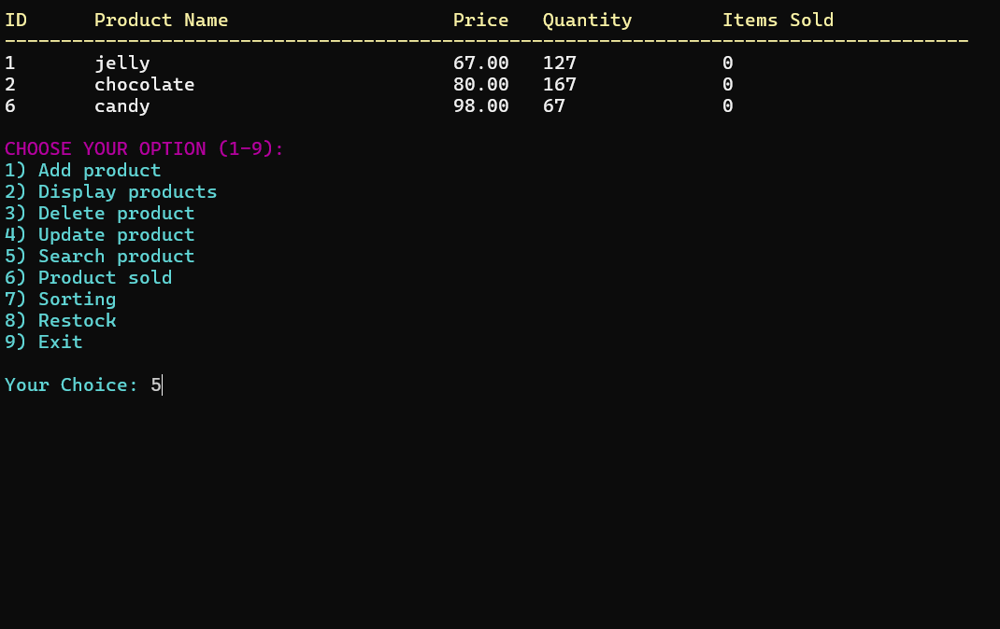 ID Product Name Price Quantity Items Sold
--------------------------------------------------------------------------------------
1 jelly 67.00 127 0
2 chocolate 80.00 167 0
6 candy 98.00 67 0
CHOOSE YOUR OPTION (1-9):
1) Add product
2) Display products
3) Delete product
4) Update product
5) Search product
6) Product sold
7) Sorting
8) Restock
9) Exit
Your Choice: 5